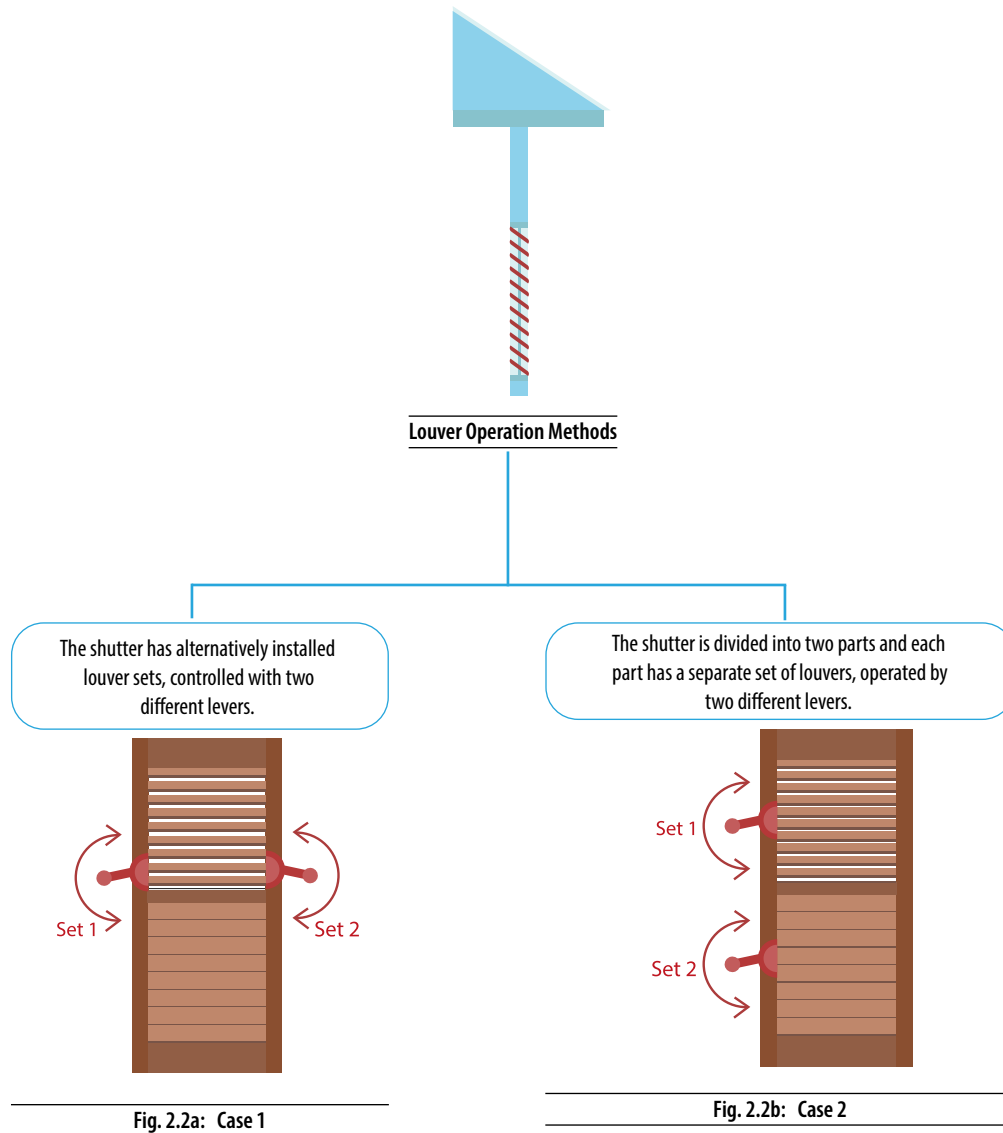 Louver Operation Methods
The shutter has alternatively installed
louver sets, controlled with two
different levers.
Set 1
Set 2
Fig. 2.2a: Case 1
The shutter is divided into two parts and each
part has a separate set of louvers, operated by
two different levers.
Set 1
Set 2
Fig. 2.2b: Case 2